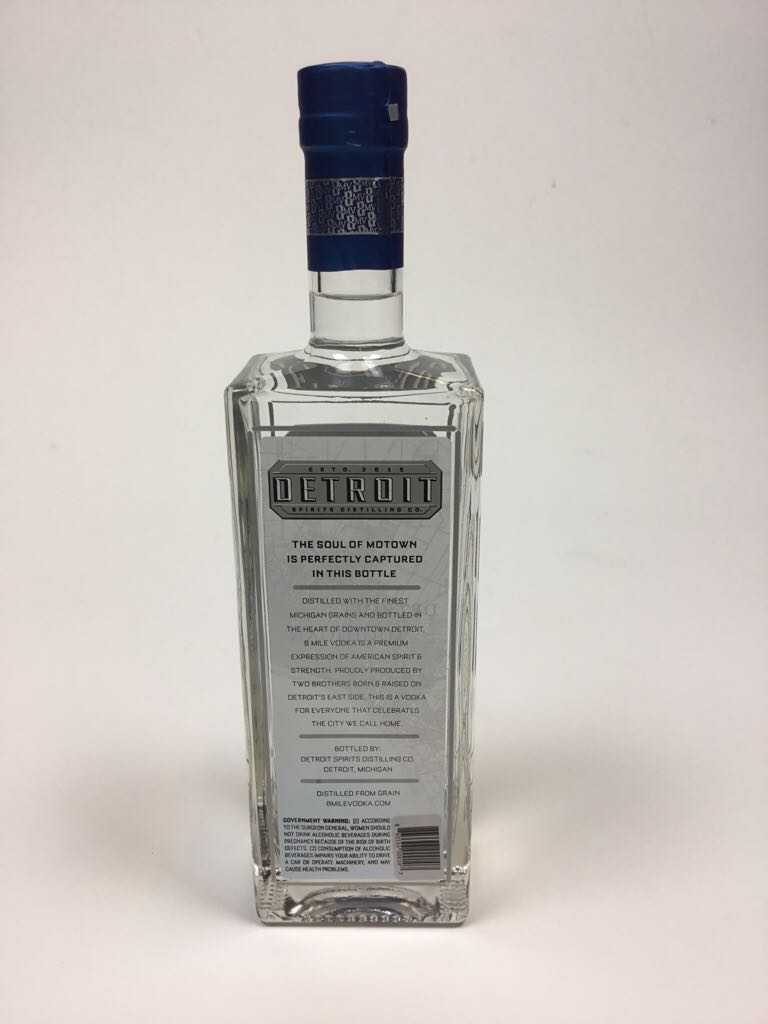 8MV 8MV 8MV
ESTD. 2015
DETROIT
SPIRITS DISTILLING CO.
THE SOUL OF MOTOWN
IS PERFECTLY CAPTURED
IN THIS BOTTLE
DISTILLED WITH THE FINEST
MICHIGAN GRAINS AND BOTTLED IN
THE HEART OF DOWNTOWN DETROIT,
8 MILE VODKA IS A PREMIUM
EXPRESSION OF AMERICAN SPIRIT &
STRENGTH. PROUDLY PRODUCED BY
TWO BROTHERS BORN & RAISED ON
DETROIT'S EAST SIDE, THIS IS A VODKA
FOR EVERYONE THAT CELEBRATES
THE CITY WE CALL HOME.
BOTTLED BY:
DETROIT SPIRITS DISTILLING CO.
DETROIT, MICHIGAN
DISTILLED FROM GRAIN
8MILEVODKA.COM
GOVERNMENT WARNING: (1) ACCORDING
TO THE SURGEON GENERAL, WOMEN SHOULD
NOT DRINK ALCOHOLIC BEVERAGES DURING
PREGNANCY BECAUSE OF THE RISK OF BIRTH
DEFECTS. (2) CONSUMPTION OF ALCOHOLIC
BEVERAGES IMPAIRS YOUR ABILITY TO DRIVE
A CAR OR OPERATE MACHINERY, AND MAY
CAUSE HEALTH PROBLEMS.